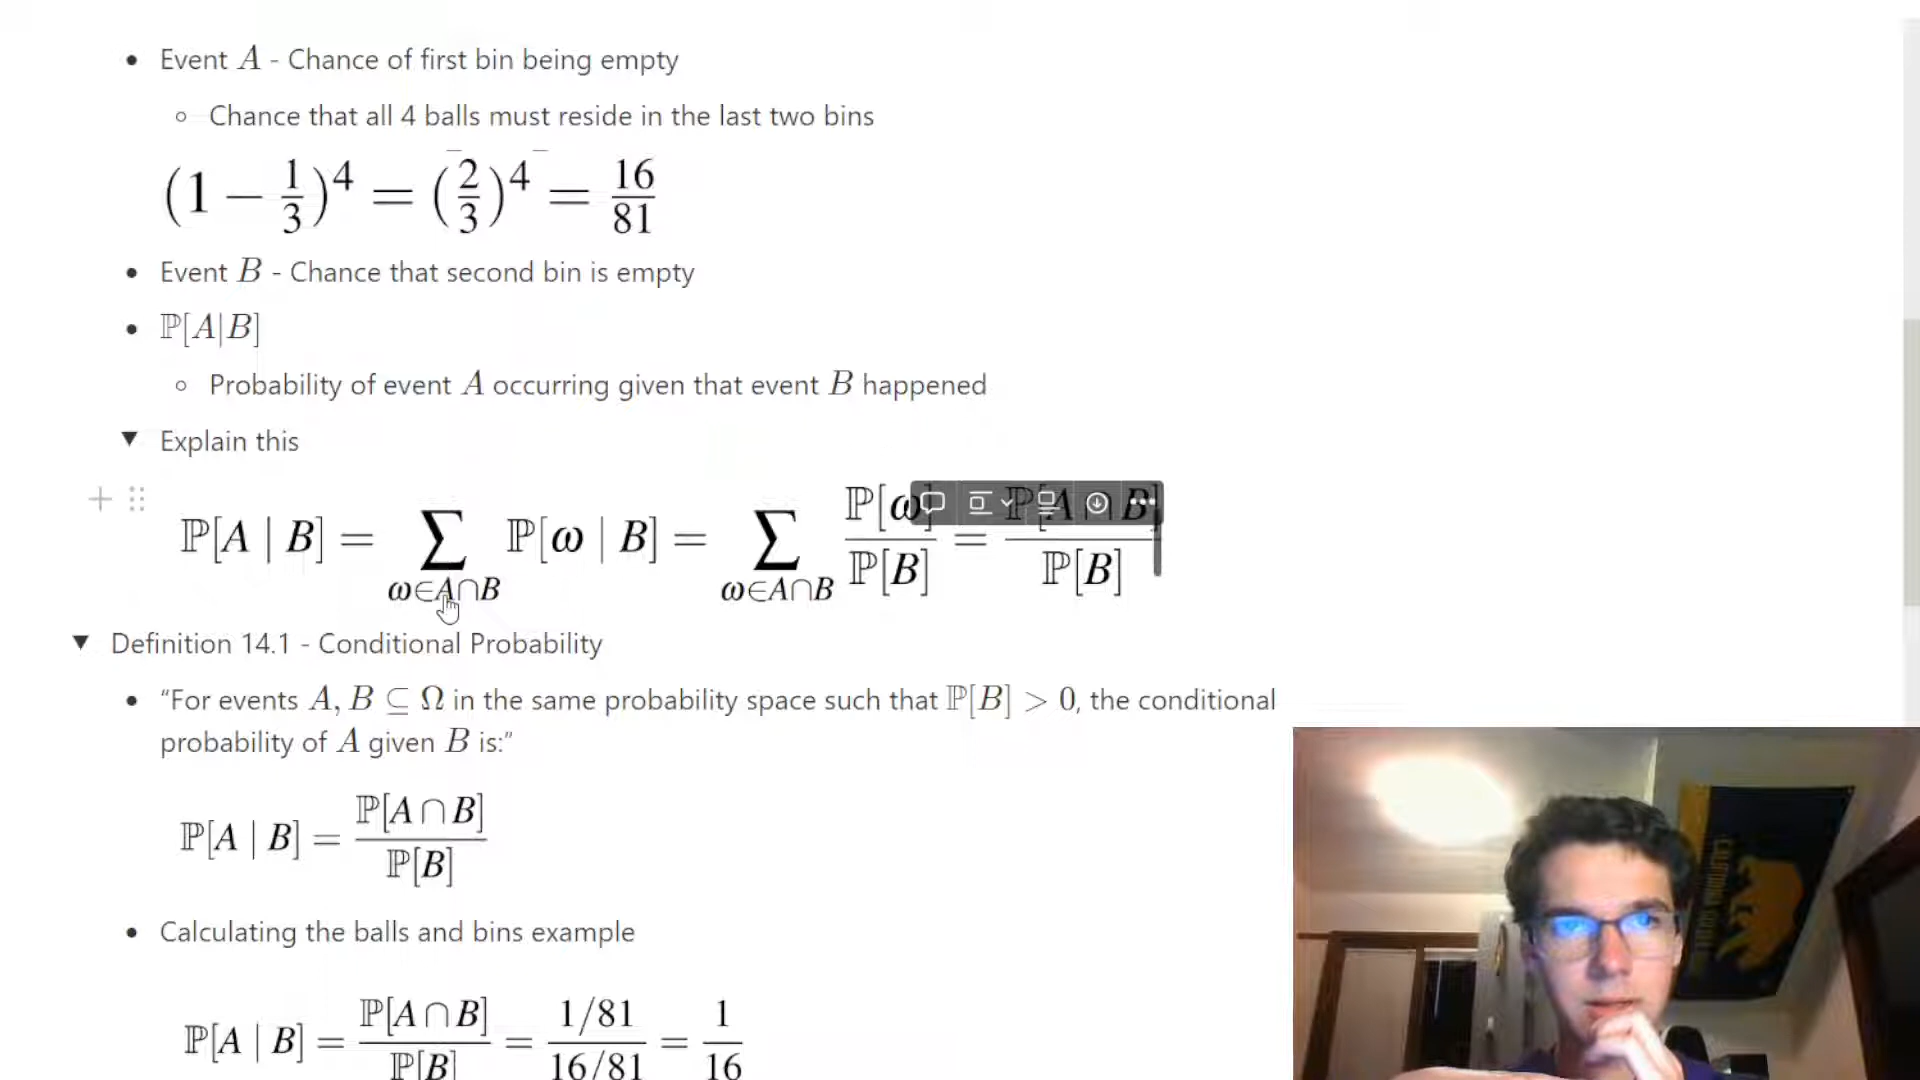 • Event A - Chance of first bin being empty
◦ Chance that all 4 balls must reside in the last two bins
(1 − 1/3)^4 = (2/3)^4 = 16/81
• Event B - Chance that second bin is empty
• ℙ[A|B]
◦ Probability of event A occurring given that event B happened
▼ Explain this
ℙ[A | B] = ∑_{ω∈A∩B} ℙ[ω | B] = ∑_{ω∈A∩B} ℙ[ω]/ℙ[B] = ℙ[A∩B]/ℙ[B]
▼ Definition 14.1 - Conditional Probability
• “For events A, B ⊆ Ω in the same probability space such that ℙ[B] > 0, the conditional
probability of A given B is:”
ℙ[A | B] = ℙ[A∩B]/ℙ[B]
• Calculating the balls and bins example
ℙ[A | B] = ℙ[A∩B]/ℙ[B] = (1/81)/(16/81) = 1/16